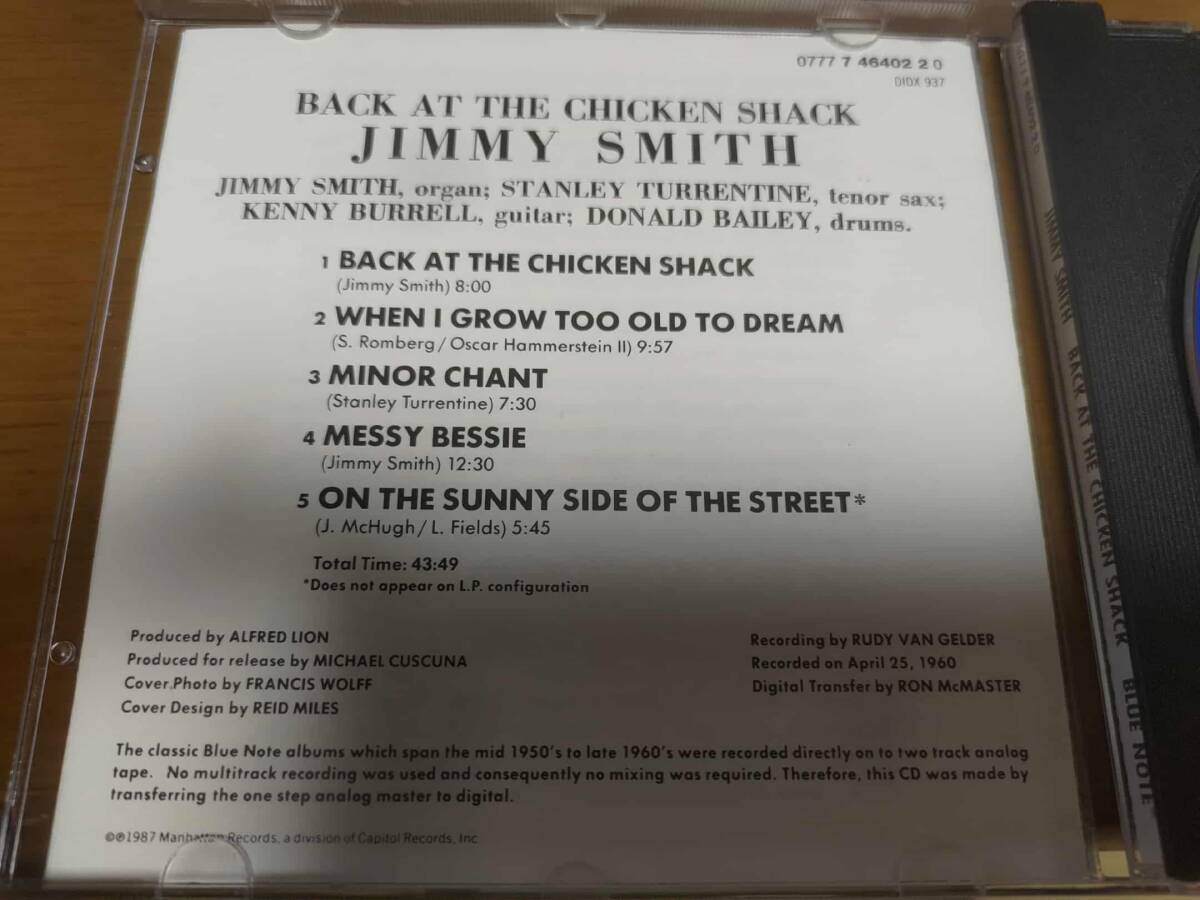 0777 7 46402 2 0
DIDX 937
BACK AT THE CHICKEN SHACK
JIMMY SMITH
JIMMY SMITH, organ; STANLEY TURRENTINE, tenor sax;
KENNY BURRELL, guitar; DONALD BAILEY, drums.
1 BACK AT THE CHICKEN SHACK
(Jimmy Smith) 8:00
2 WHEN I GROW TOO OLD TO DREAM
(S. Romberg/Oscar Hammerstein II) 9:57
3 MINOR CHANT
(Stanley Turrentine) 7:30
4 MESSY BESSIE
(Jimmy Smith) 12:30
5 ON THE SUNNY SIDE OF THE STREET*
(J. McHugh/L. Fields) 5:45
Total Time: 43:49
*Does not appear on L.P. configuration
Produced by ALFRED LION
Produced for release by MICHAEL CUSCUNA
Cover Photo by FRANCIS WOLFF
Cover Design by REID MILES
Recording by RUDY VAN GELDER
Recorded on April 25, 1960
Digital Transfer by RON McMASTER
The classic Blue Note albums which span the mid 1950's to late 1960's were recorded directly on to two track analog
tape. No multitrack recording was used and consequently no mixing was required. Therefore, this CD was made by
transferring the one step analog master to digital.
©℗1987 Manhattan Records, a division of Capitol Records, Inc.
JIMMY SMITH BACK AT THE CHICKEN SHACK BLUE NOTE